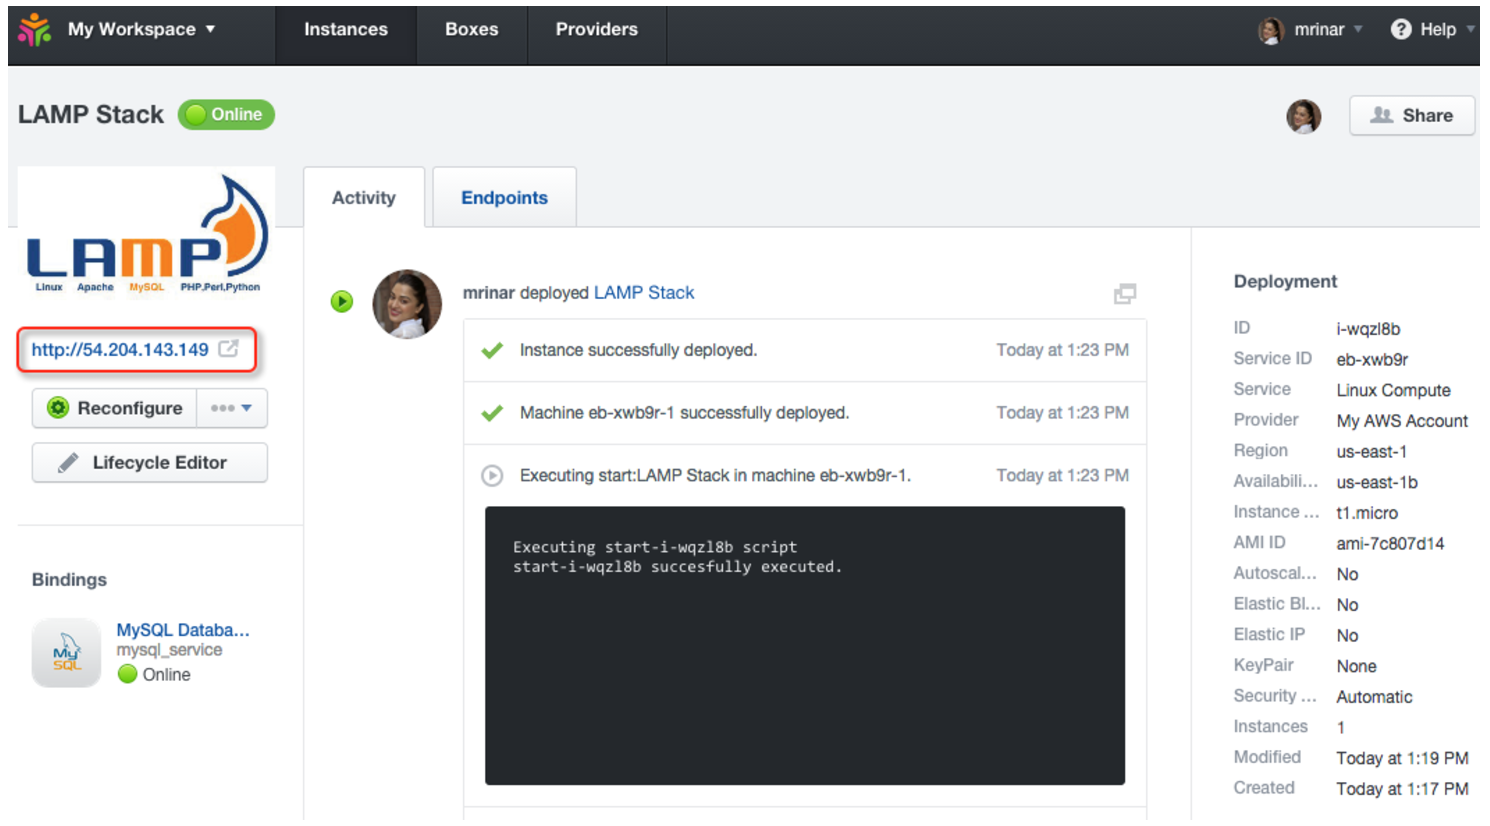 My Workspace
Instances
Boxes
Providers
mrinar
? Help
LAMP Stack
Online
Share
LAMP
Linux Apache MySQL PHP,Perl,Python
http://54.204.143.149
Reconfigure
Lifecycle Editor
Bindings
My
SQL
MySQL Databa...
mysql_service
Online
Activity
Endpoints
mrinar deployed LAMP Stack
Instance successfully deployed. Today at 1:23 PM
Machine eb-xwb9r-1 successfully deployed. Today at 1:23 PM
Executing start:LAMP Stack in machine eb-xwb9r-1. Today at 1:23 PM
Executing start-i-wqzl8b script
start-i-wqzl8b succesfully executed.
Deployment
ID i-wqzl8b
Service ID eb-xwb9r
Service Linux Compute
Provider My AWS Account
Region us-east-1
Availabili... us-east-1b
Instance ... t1.micro
AMI ID ami-7c807d14
Autoscal... No
Elastic Bl... No
Elastic IP No
KeyPair None
Security ... Automatic
Instances 1
Modified Today at 1:19 PM
Created Today at 1:17 PM